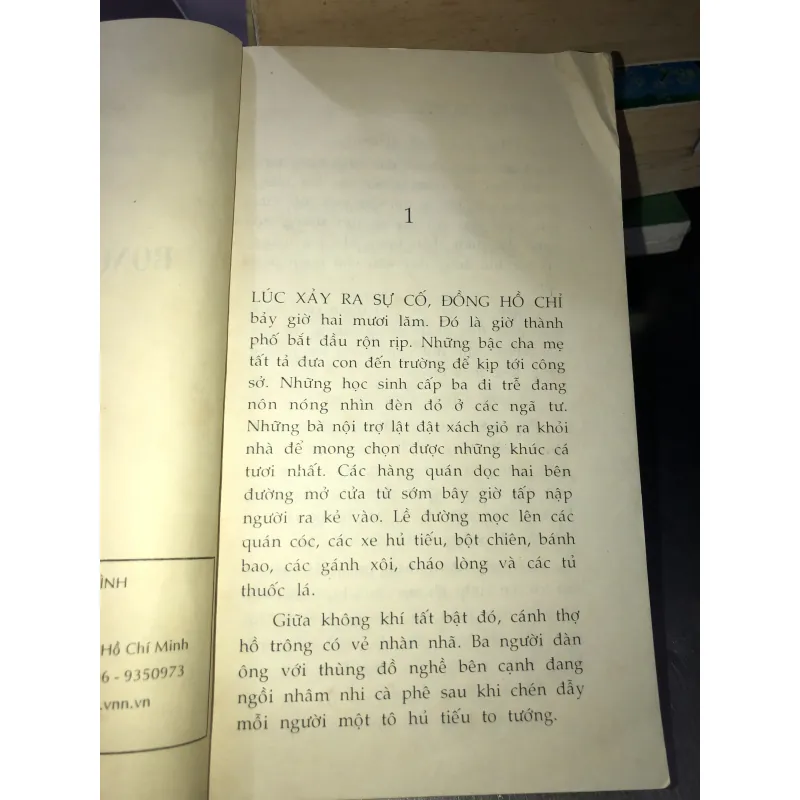 ÌNH
Hồ Chí Minh
6 - 9350973
.vnn.vn
1
LÚC XẢY RA SỰ CỐ, ĐỒNG HỒ CHỈ
bảy giờ hai mươi lăm. Đó là giờ thành
phố bắt đầu rộn rịp. Những bậc cha mẹ
tất tả đưa con đến trường để kịp tới công
sở. Những học sinh cấp ba đi trễ đang
nôn nóng nhìn đèn đỏ ở các ngã tư.
Những bà nội trợ lật đật xách giỏ ra khỏi
nhà để mong chọn được những khúc cá
tươi nhất. Các hàng quán dọc hai bên
đường mở cửa từ sớm bây giờ tấp nập
người ra kẻ vào. Lề đường mọc lên các
quán cóc, các xe hủ tiếu, bột chiên, bánh
bao, các gánh xôi, cháo lòng và các tủ
thuốc lá.
Giữa không khí tất bật đó, cánh thợ
hồ trông có vẻ nhàn nhã. Ba người đàn
ông với thùng đồ nghề bên cạnh đang
ngồi nhâm nhi cà phê sau khi chén đẫy
mỗi người một tô hủ tiếu to tướng.